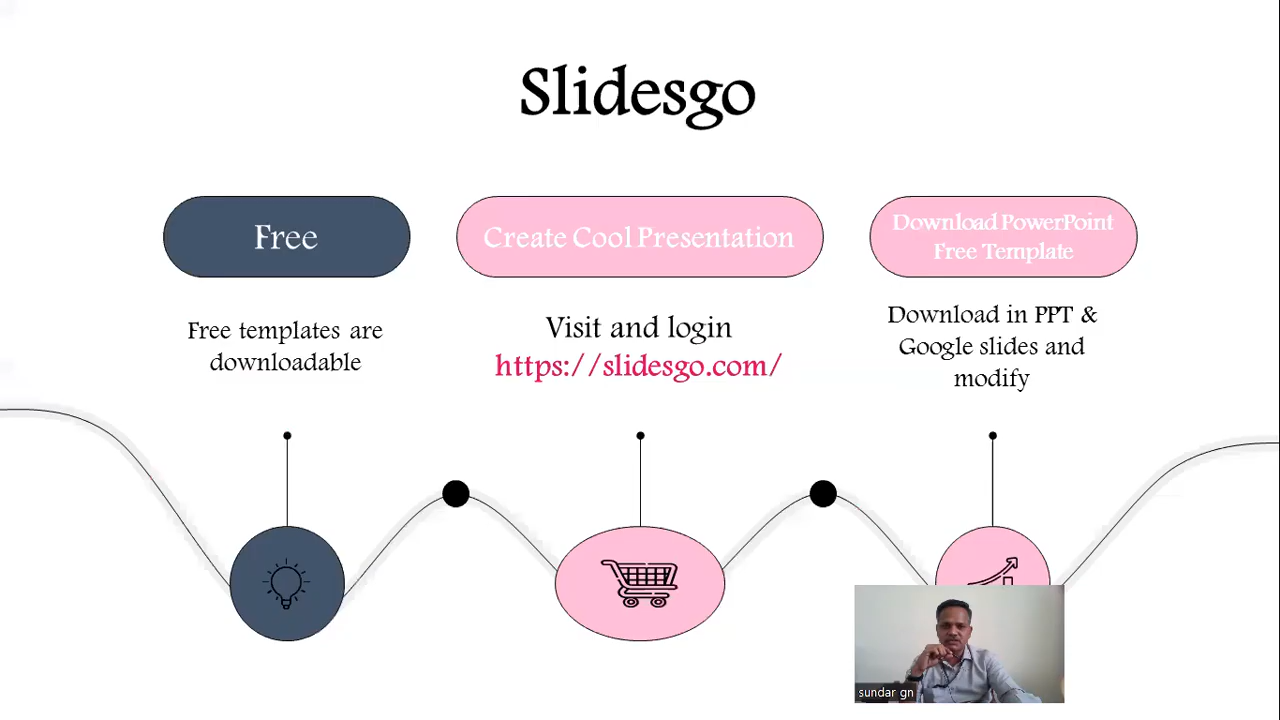 Slidesgo
Free
Create Cool Presentation
Download PowerPoint
Free Template
Free templates are
downloadable
Visit and login
https://slidesgo.com/
Download in PPT &
Google slides and
modify
sundar gn